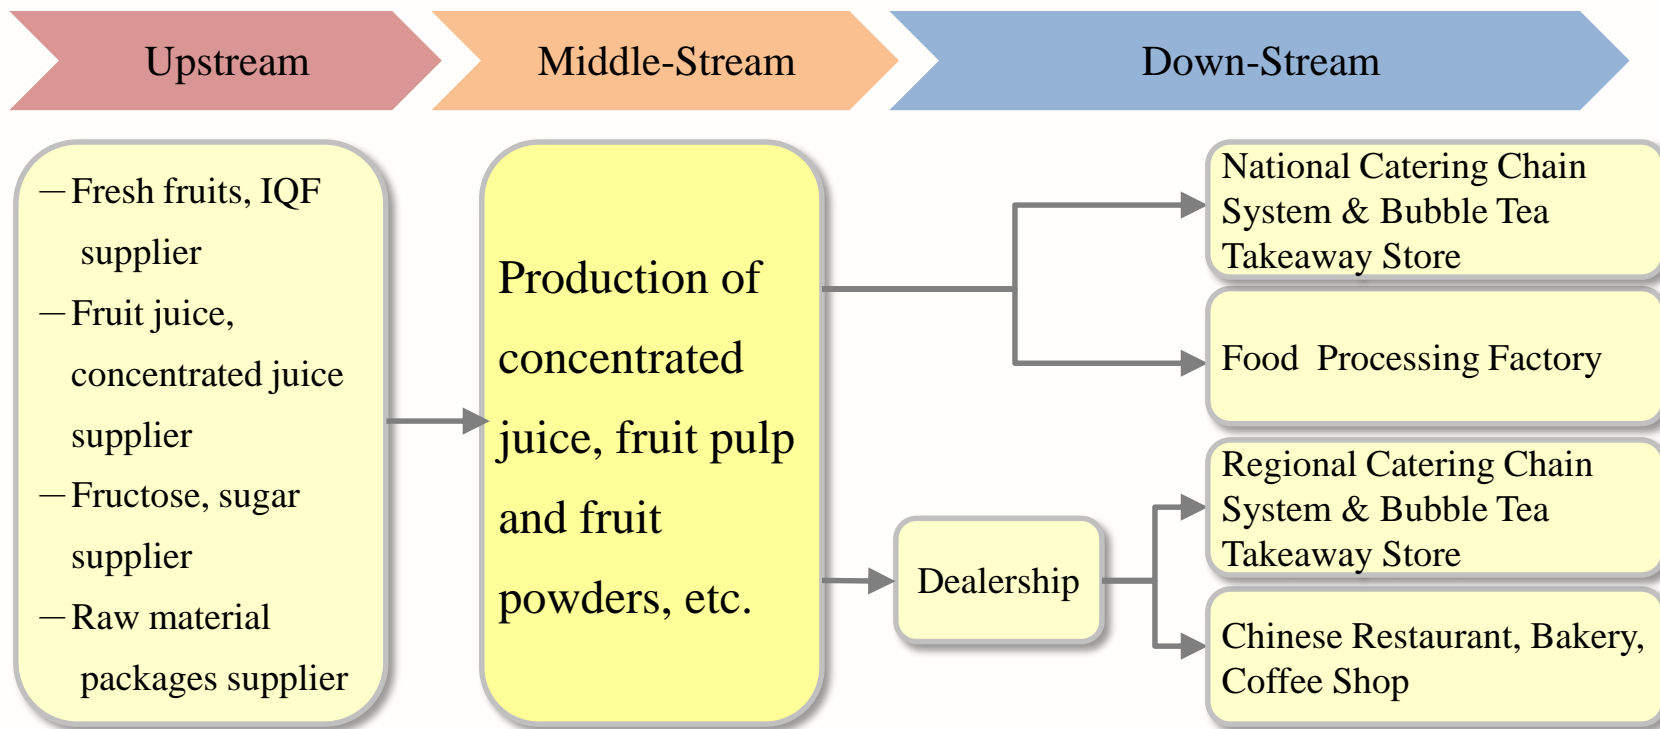 Upstream
Middle-Stream
Down-Stream
—Fresh fruits, IQF
supplier
—Fruit juice,
concentrated juice
supplier
—Fructose, sugar
supplier
—Raw material
packages supplier
Production of
concentrated
juice, fruit pulp
and fruit
powders, etc.
National Catering Chain
System & Bubble Tea
Takeaway Store
Food Processing Factory
Dealership
Regional Catering Chain
System & Bubble Tea
Takeaway Store
Chinese Restaurant, Bakery,
Coffee Shop